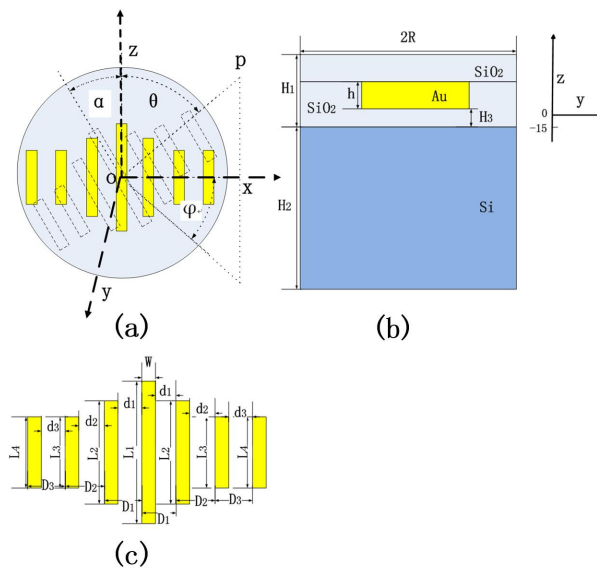 z
p
α
θ
O
x
φ
y
(a)
2R
SiO2
H1
h
SiO2
Au
H3
z
0
y
-15
H2
Si
(b)
W
d1
d1
d3
d2
d2
d3
L4
L3
L2
L1
L2
L3
L4
D3
D2
D1
D1
D2
D3
(c)